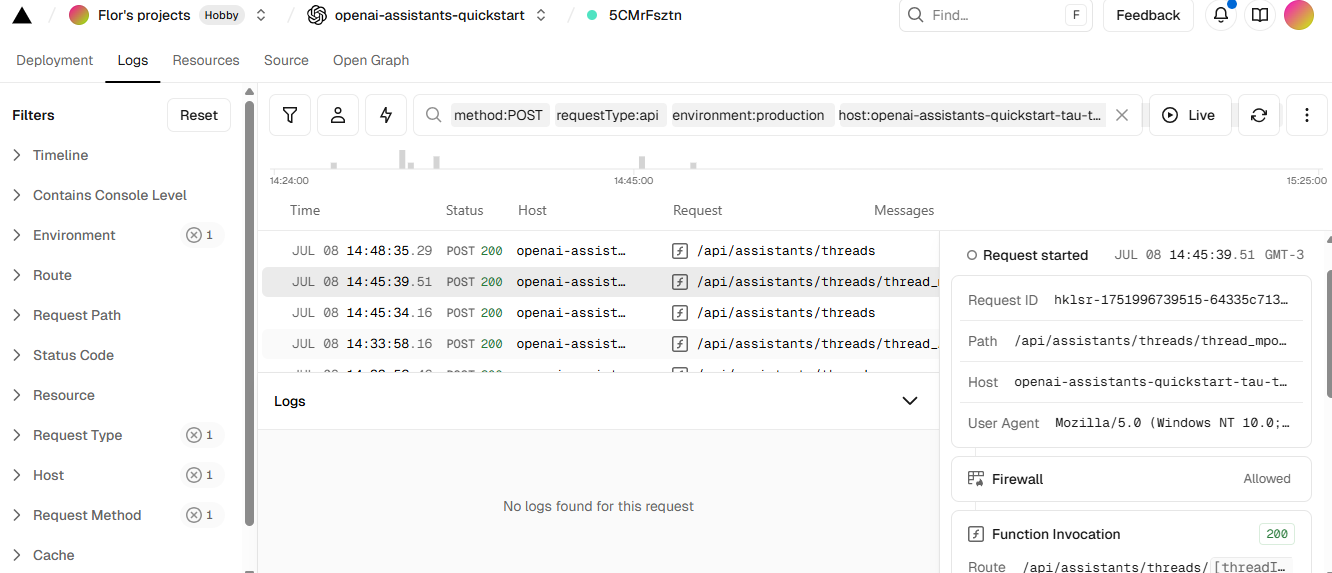 Flor's projects Hobby openai-assistants-quickstart 5CMrFsztn Find... F Feedback
Deployment Logs Resources Source Open Graph
Filters Reset
Timeline
Contains Console Level
Environment 1
Route
Request Path
Status Code
Resource
Request Type 1
Host 1
Request Method 1
Cache
method:POST requestType:api environment:production host:openai-assistants-quickstart-tau-t... Live
14:24:00 14:45:00 15:25:00
Time Status Host Request Messages
JUL 08 14:48:35.29 POST 200 openai-assist... /api/assistants/threads
JUL 08 14:45:39.51 POST 200 openai-assist... /api/assistants/threads/thread_
JUL 08 14:45:34.16 POST 200 openai-assist... /api/assistants/threads
JUL 08 14:33:58.16 POST 200 openai-assist... /api/assistants/threads/thread_
Logs
No logs found for this request
Request started JUL 08 14:45:39.51 GMT-3
Request ID hklsr-1751996739515-64335c713...
Path /api/assistants/threads/thread_mpo...
Host openai-assistants-quickstart-tau-t...
User Agent Mozilla/5.0 (Windows NT 10.0;...
Firewall Allowed
Function Invocation 200
Route /api/assistants/threads/[threadI...